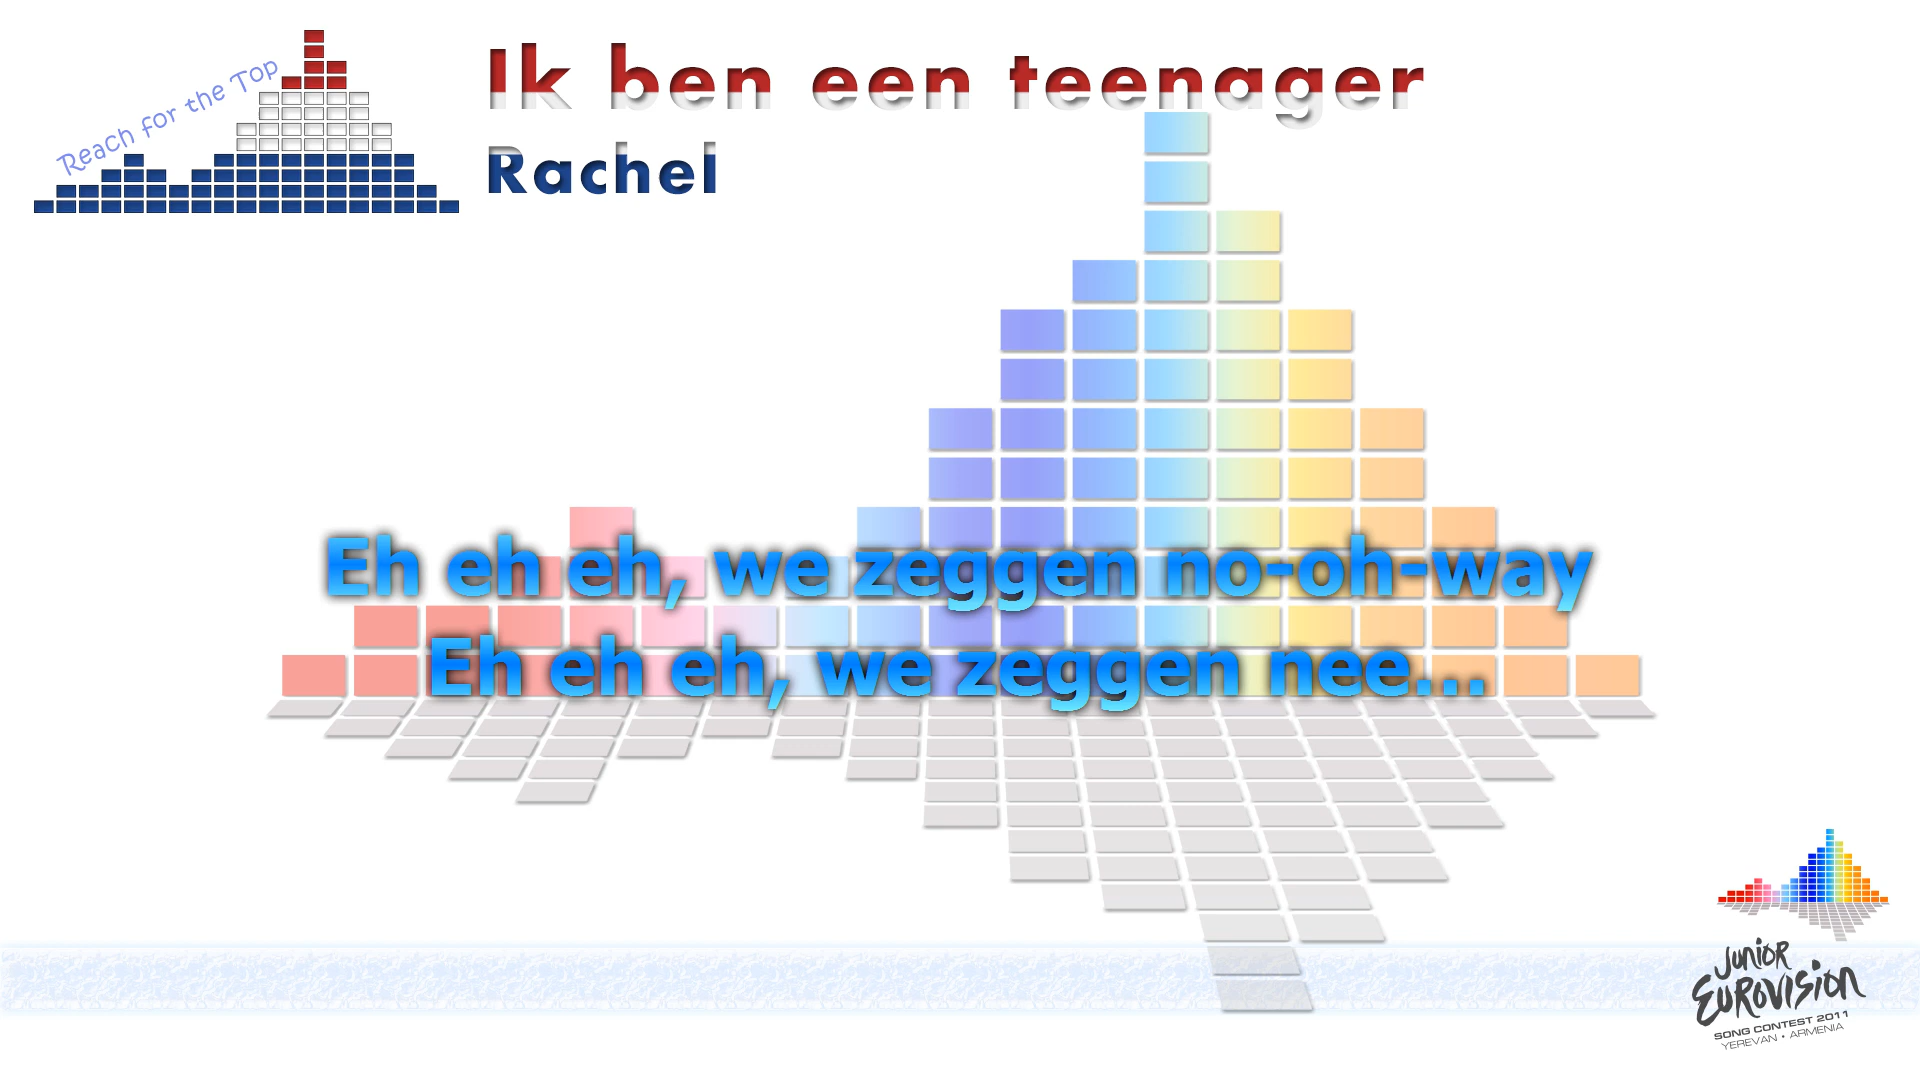 Reach for the Top
Ik ben een teenager
Rachel
Eh eh eh, we zeggen no-oh-way
Eh eh eh, we zeggen nee...
Junior
Eurovision
SONG CONTEST 2011
YEREVAN • ARMENIA